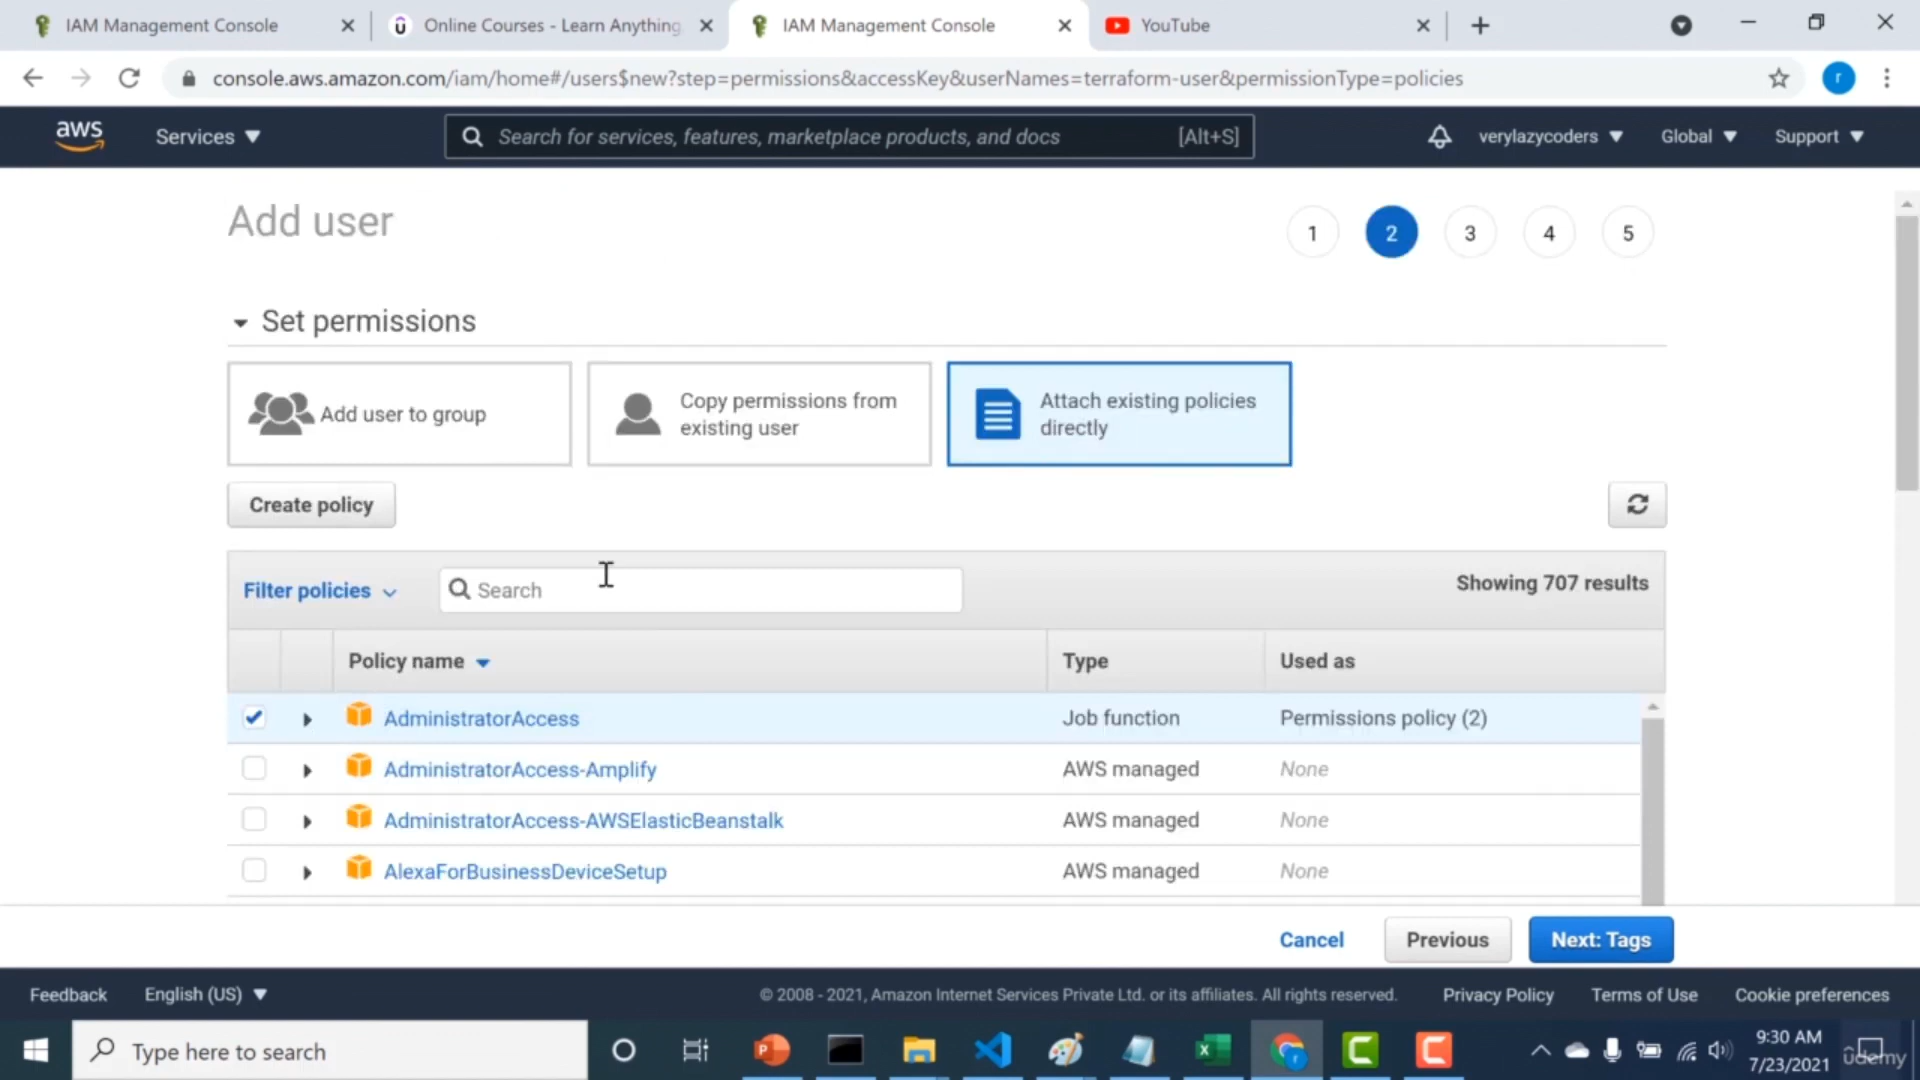 IAM Management Console
Online Courses - Learn Anything
IAM Management Console
YouTube
console.aws.amazon.com/iam/home#/users$new?step=permissions&accessKey&userNames=terraform-user&permissionType=policies
r
aws
Services
Search for services, features, marketplace products, and docs
[Alt+S]
verylazycoders
Global
Support
Add user
1
2
3
4
5
Set permissions
Add user to group
Copy permissions from
existing user
Attach existing policies
directly
Create policy
Filter policies
Search
Showing 707 results
Policy name
Type
Used as
AdministratorAccess
Job function
Permissions policy (2)
AdministratorAccess-Amplify
AWS managed
None
AdministratorAccess-AWSElasticBeanstalk
AWS managed
None
AlexaForBusinessDeviceSetup
AWS managed
None
Cancel
Previous
Next: Tags
Feedback
English (US)
© 2008 - 2021, Amazon Internet Services Private Ltd. or its affiliates. All rights reserved.
Privacy Policy
Terms of Use
Cookie preferences
Type here to search
9:30 AM
7/23/2021
ûdemy